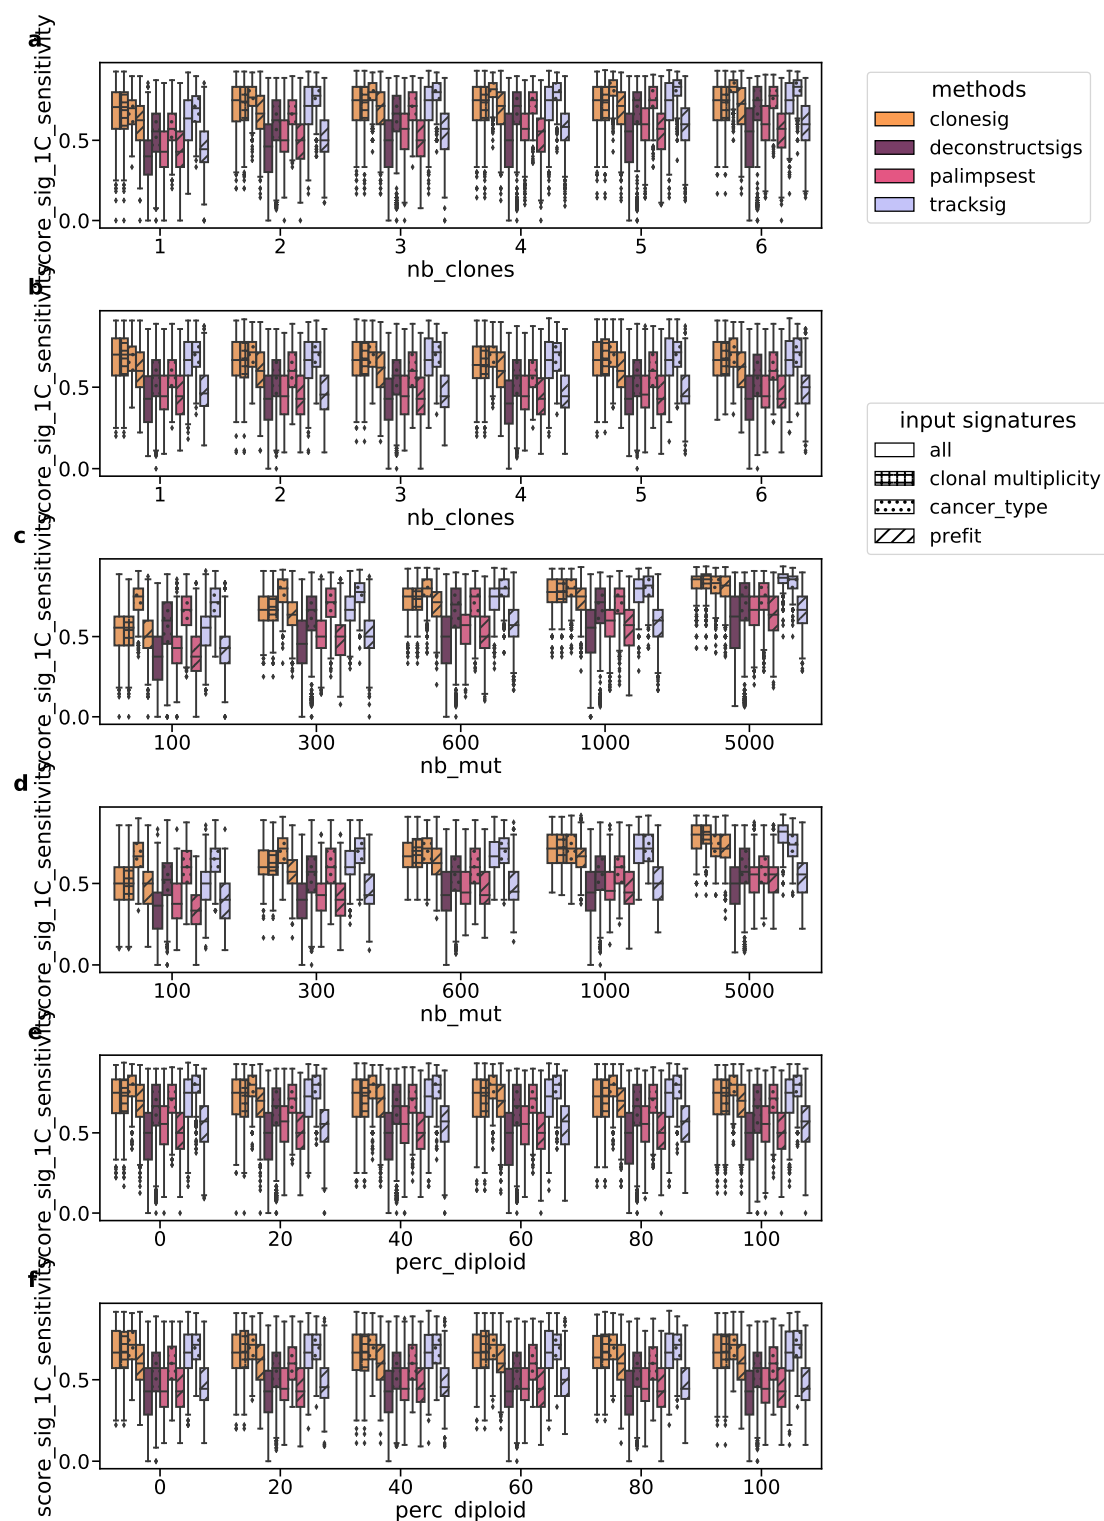 a
score_sig_1C_sensitivity
0.5
0.0
1 2 3 4 5 6
nb_clones
methods
clonesig
deconstructsigs
palimpsest
tracksig
b
score_sig_1C_sensitivity
0.5
0.0
1 2 3 4 5 6
nb_clones
input signatures
all
clonal multiplicity
cancer_type
prefit
c
score_sig_1C_sensitivity
0.5
0.0
100 300 600 1000 5000
nb_mut
d
score_sig_1C_sensitivity
0.5
0.0
100 300 600 1000 5000
nb_mut
e
score_sig_1C_sensitivity
0.5
0.0
0 20 40 60 80 100
perc_diploid
f
score_sig_1C_sensitivity
0.5
0.0
0 20 40 60 80 100
perc_diploid